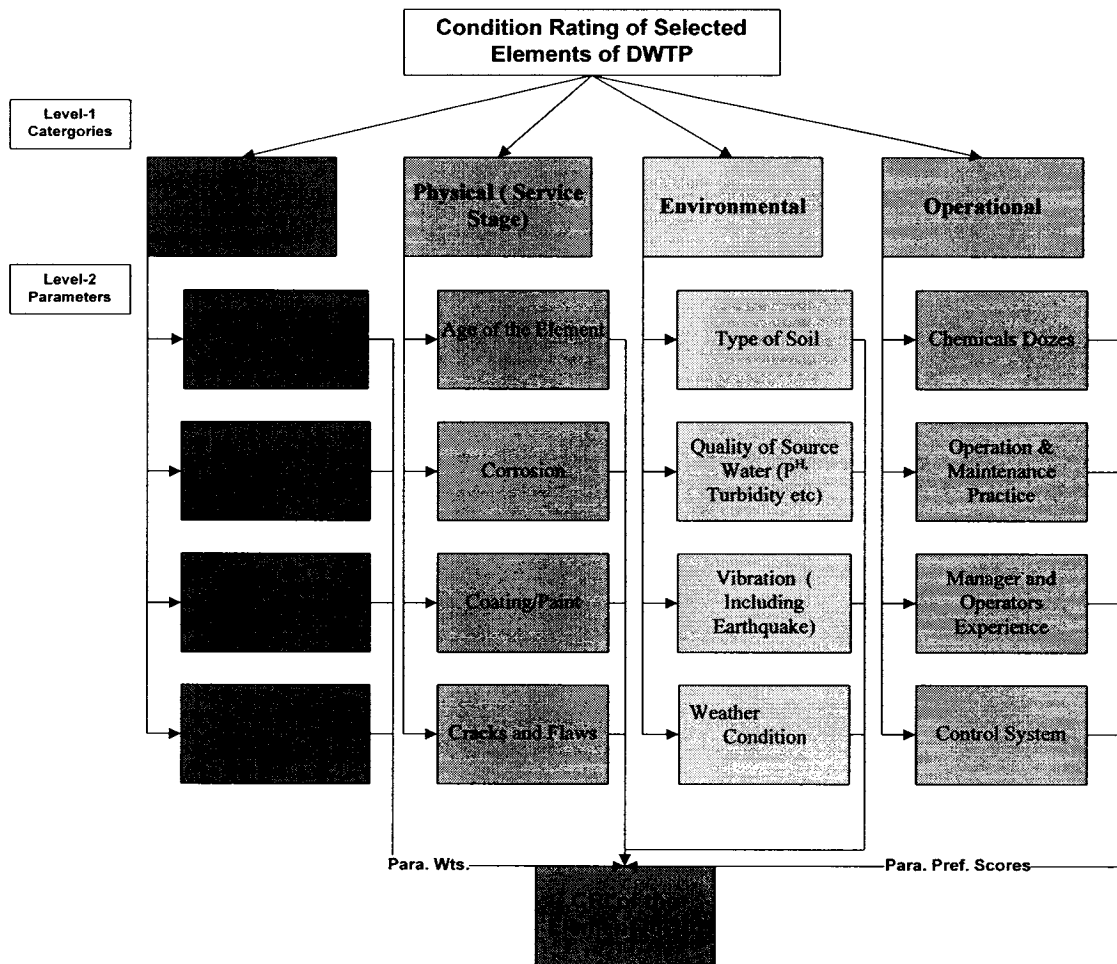 Condition Rating of Selected
Elements of DWTP
Level-1
Catergories
Physical ( Service
Stage)
Environmental
Operational
Level-2
Parameters
Age of the Element
Type of Soil
Chemicals Dozes
Corrosion
Quality of Source
Water (P^H,
Turbidity etc)
Operation &
Maintenance
Practice
Coating/Paint
Vibration (
Including
Earthquake)
Manager and
Operators
Experience
Cracks and Flaws
Weather
Condition
Control System
Para. Wts.
Para. Pref. Scores